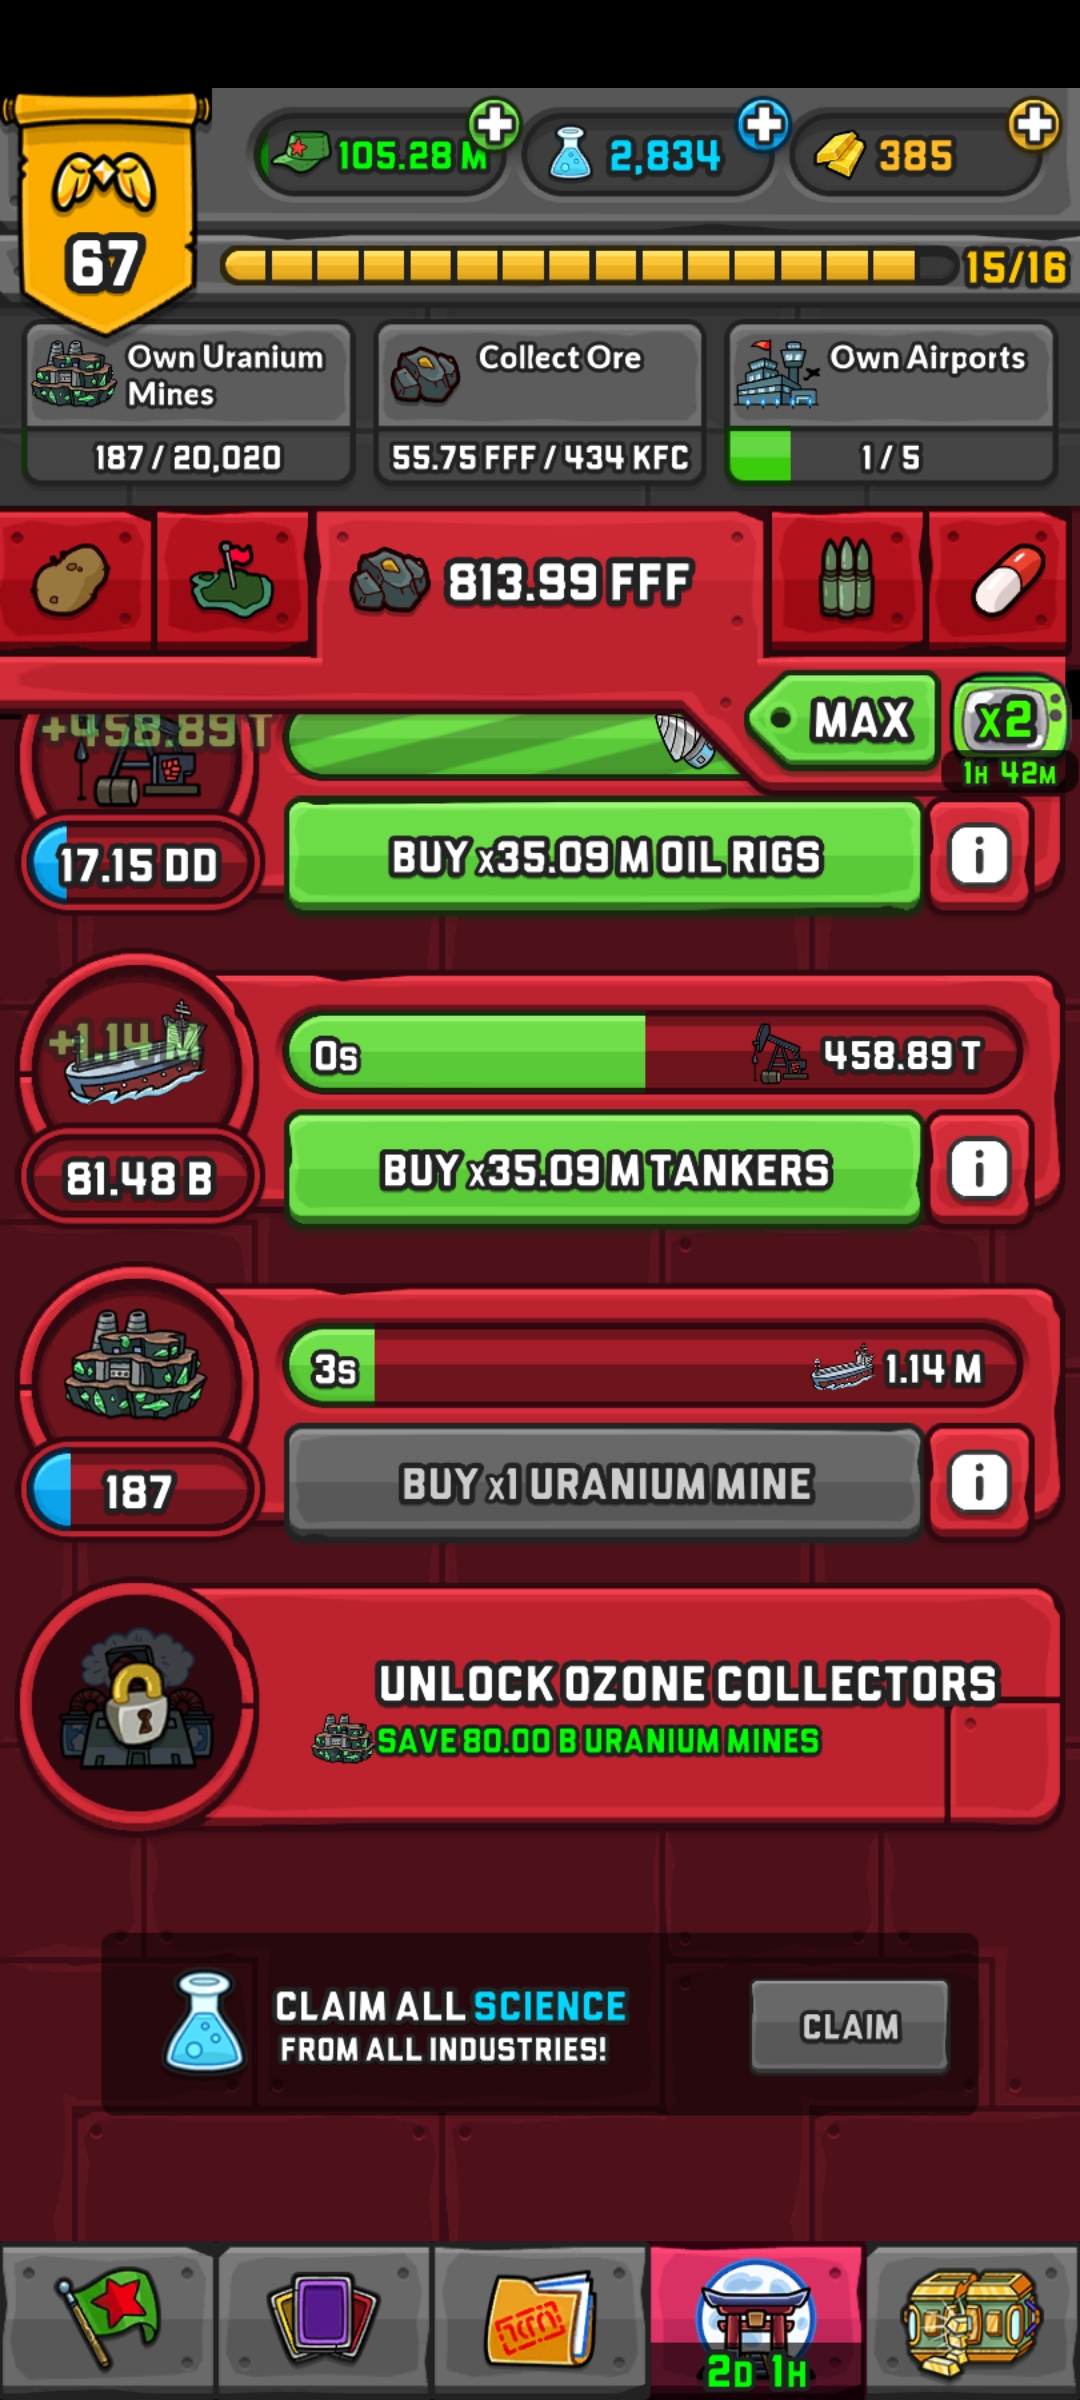 105.28 M
2,834
385
67
15/16
Own Uranium
Mines
187 / 20,020
Collect Ore
55.75 FFF / 434 KFC
Own Airports
1 / 5
813.99 FFF
MAX
X2
1H 42M
+458.89 T
17.15 DD
BUY x35.09 M OIL RIGS
i
+1.14 M
0s
458.89 T
81.48 B
BUY x35.09 M TANKERS
i
3s
1.14 M
187
BUY x1 URANIUM MINE
i
UNLOCK OZONE COLLECTORS
SAVE 80.00 B URANIUM MINES
CLAIM ALL SCIENCE
FROM ALL INDUSTRIES!
CLAIM
2D 1H